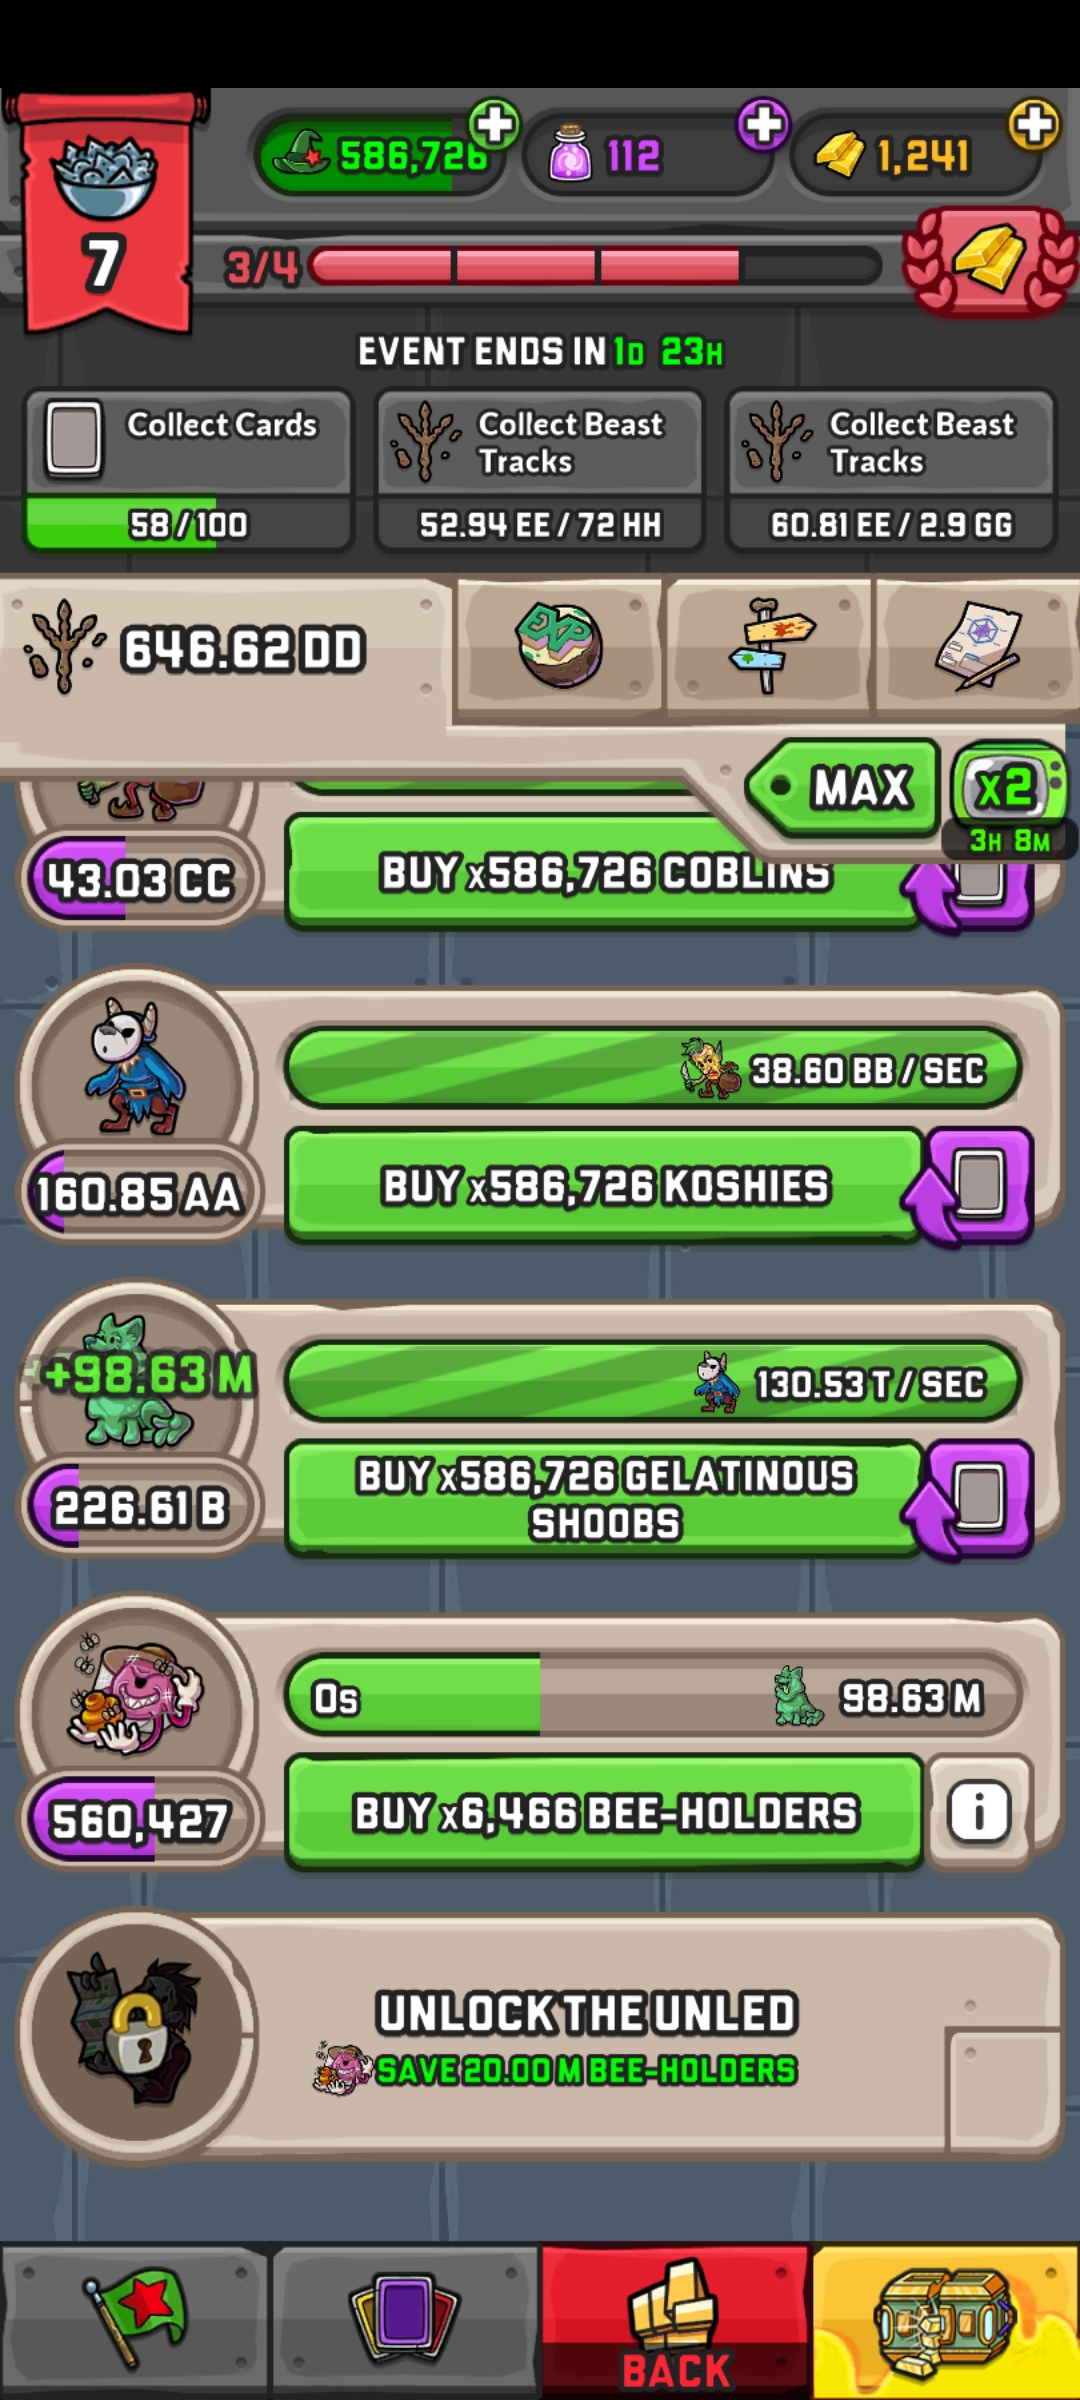 586,726
112
1,241
7
3/4
EVENT ENDS IN 1D 23H
Collect Cards
58/100
Collect Beast
Tracks
52.94 EE / 72 HH
Collect Beast
Tracks
60.81 EE / 2.9 GG
646.62 DD
EXP
MAX
x2
3H 8M
43.03 CC
BUY x586,726 COBLINS
38.60 BB / SEC
160.85 AA
BUY x586,726 KOSHIES
+98.63 M
130.53 T / SEC
226.61 B
BUY x586,726 GELATINOUS
SHOOBS
0s
98.63 M
560,427
BUY x6,466 BEE-HOLDERS
i
UNLOCK THE UNLED
SAVE 20.00 M BEE-HOLDERS
BACK